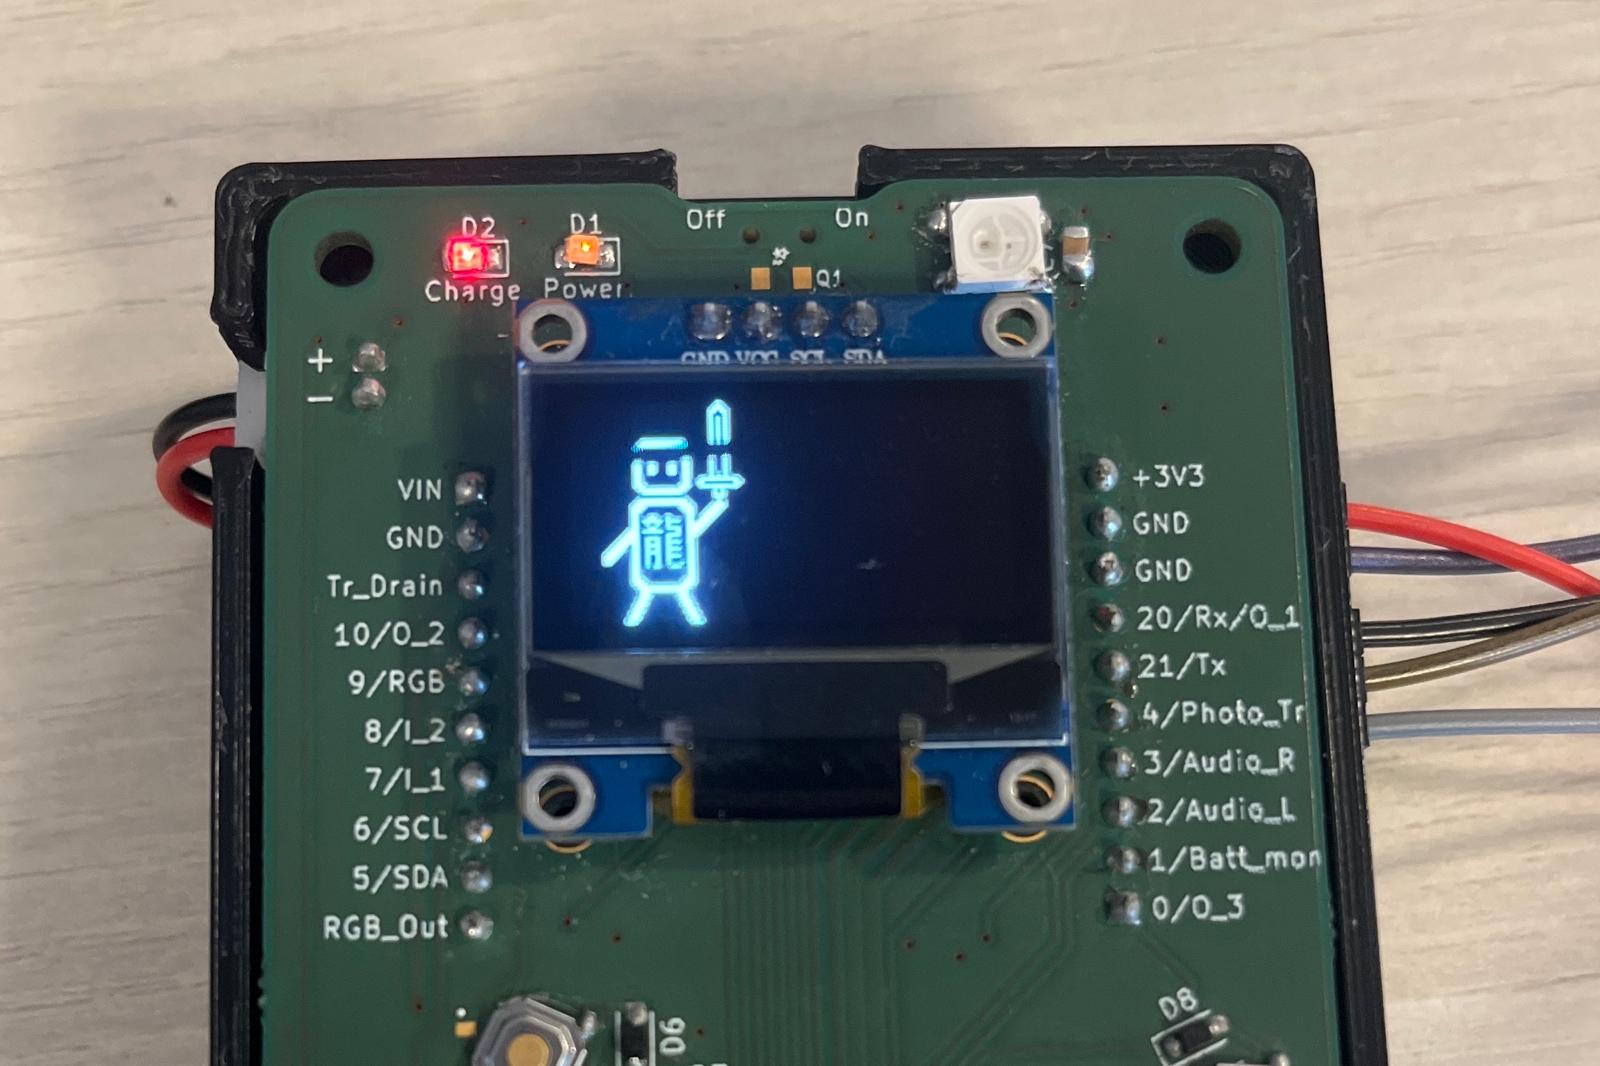 D2
D1
Off
On
Charge
Power
Q1
GND VCC SCL SDA
+
−
龍
VIN
GND
Tr_Drain
10/O_2
9/RGB
8/I_2
7/I_1
6/SCL
5/SDA
RGB_Out
+3V3
GND
GND
20/Rx/O_1
21/Tx
4/Photo_Tr
3/Audio_R
2/Audio_L
1/Batt_mon
0/O_3
D6
D8